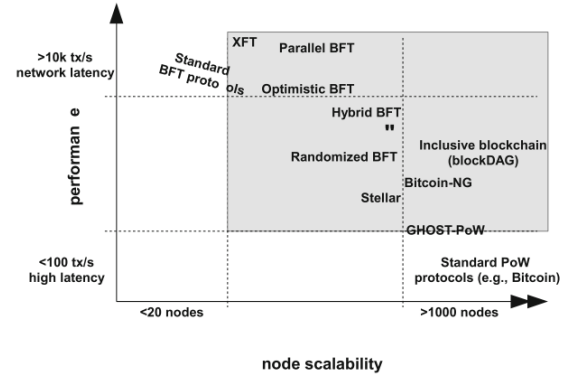 XFT
Parallel BFT
>10k tx/s
network latency
Standard
BFT proto ols
Optimistic BFT
Hybrid BFT
"
Inclusive blockchain
(blockDAG)
Randomized BFT
Bitcoin-NG
Stellar
performan e
GHOST-PoW
<100 tx/s
high latency
Standard PoW
protocols (e.g., Bitcoin)
<20 nodes
>1000 nodes
node scalability